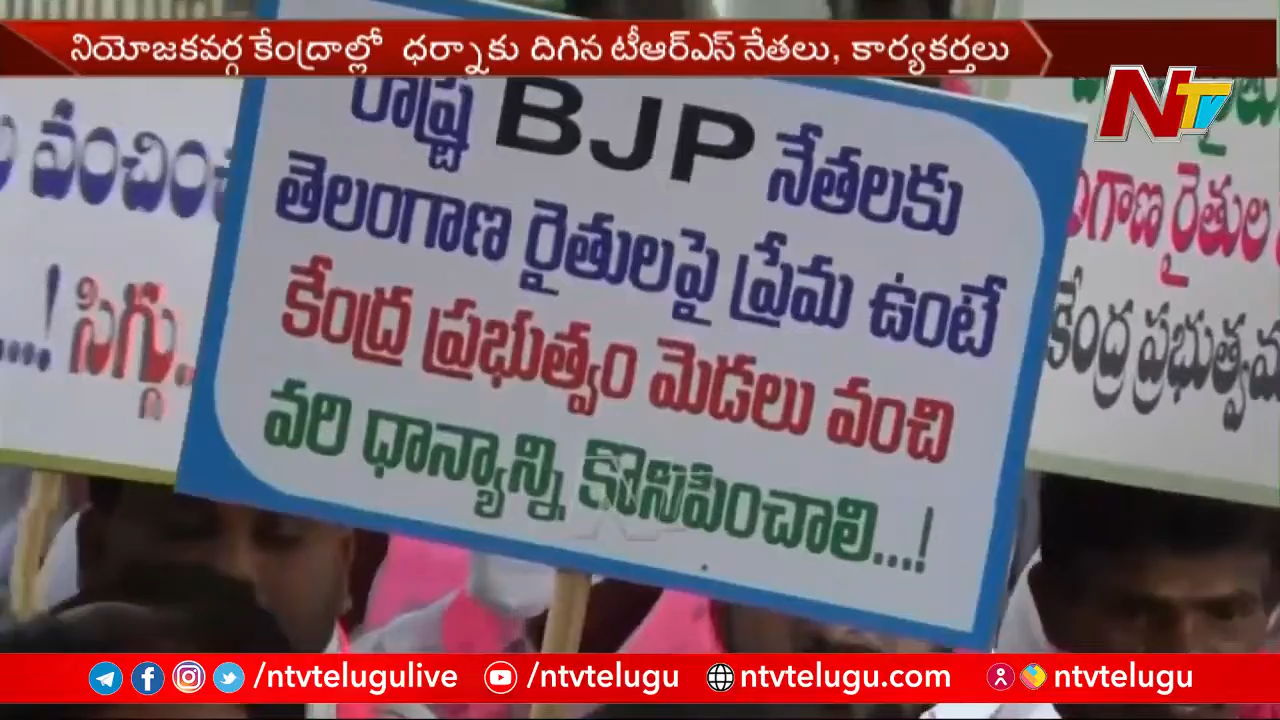 నియోజకవర్గ కేంద్రాల్లో ధర్నాకు దిగిన టీఆర్ఎస్ నేతలు, కార్యకర్తలు
NTV
రాష్ట్ర BJP నేతలకు
తెలంగాణ రైతులపై ప్రేమ ఉంటే
కేంద్ర ప్రభుత్వం మెడలు వంచి
వరి ధాన్యాన్ని కొనిపించాలి...!
వంచించ
...! సిగ్గు..
రైతుల
కేంద్ర ప్రభుత్వమ
/ntvtelugulive
/ntvtelugu
ntvtelugu.com
ntvtelugu